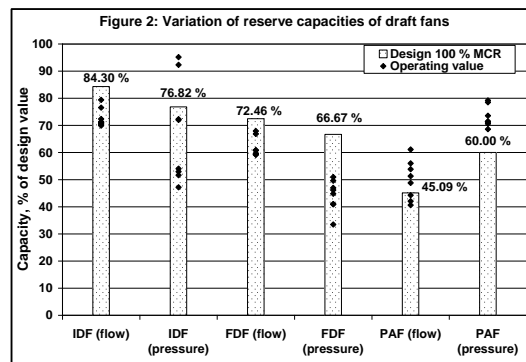 Figure 2: Variation of reserve capacities of draft fans
Capacity, % of design value
100
90
80
70
60
50
40
30
20
10
0
Design 100 % MCR
Operating value
84.30 %
76.82 %
72.46 %
66.67 %
45.09 %
60.00 %
IDF (flow)
IDF
(pressure)
FDF (flow)
FDF
(pressure)
PAF (flow)
PAF
(pressure)